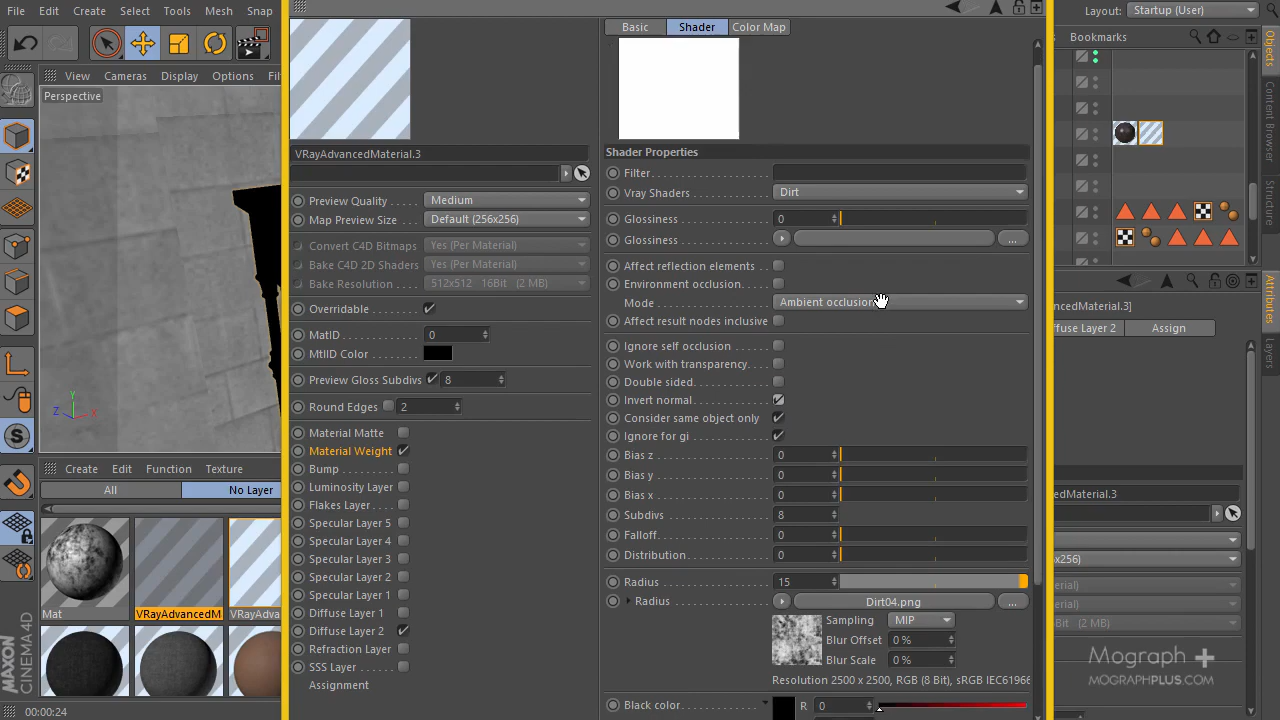 File Edit Create Select Tools Mesh Snap
Layout: Startup (User)
Basic Shader Color Map
Bookmarks
View Cameras Display Options
Perspective
VRayAdvancedMaterial.3
Preview Quality Medium
Map Preview Size Default (256x256)
Convert C4D Bitmaps Yes (Per Material)
Bake C4D 2D Shaders Yes (Per Material)
Bake Resolution 512x512 16Bit (2 MB)
Overridable
MatID 0
MtlID Color
Preview Gloss Subdivs 8
Round Edges 2
Material Matte
Material Weight
Bump
Luminosity Layer
Flakes Layer
Specular Layer 5
Specular Layer 4
Specular Layer 3
Specular Layer 2
Specular Layer 1
Diffuse Layer 1
Diffuse Layer 2
Refraction Layer
SSS Layer
Assignment
Shader Properties
Filter
Vray Shaders Dirt
Glossiness 0
Glossiness ...
Affect reflection elements
Environment occlusion
Mode Ambient occlusion
Affect result nodes inclusive
Ignore self occlusion
Work with transparency
Double sided
Invert normal
Consider same object only
Ignore for gi
Bias z 0
Bias y 0
Bias x 0
Subdivs 8
Falloff 0
Distribution 0
Radius 15
Radius Dirt04.png ...
Sampling MIP
Blur Offset 0 %
Blur Scale 0 %
Resolution 2500 x 2500, RGB (8 Bit), sRGB IEC61966
Black color R 0
Create Edit Function Texture
All No Layer
Mat VRayAdvancedM VRayAdva
00:00:24
MAXON
CINEMA 4D
Objects
Content Browser
Structure
Attributes
Layers
ncedMaterial.3]
ffuse Layer 2 Assign
edMaterial.3
x256)
erial)
erial)
Bit (2 MB)
Mograph +
MOGRAPHPLUS.COM